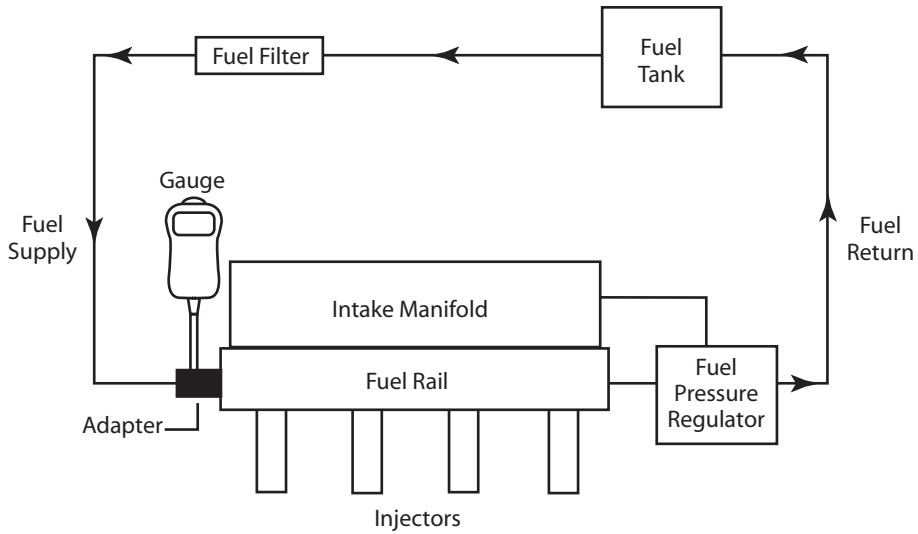 Fuel Filter
Fuel
Tank
Gauge
Fuel
Supply
Fuel
Return
Intake Manifold
Fuel Rail
Fuel
Pressure
Regulator
Adapter
Injectors